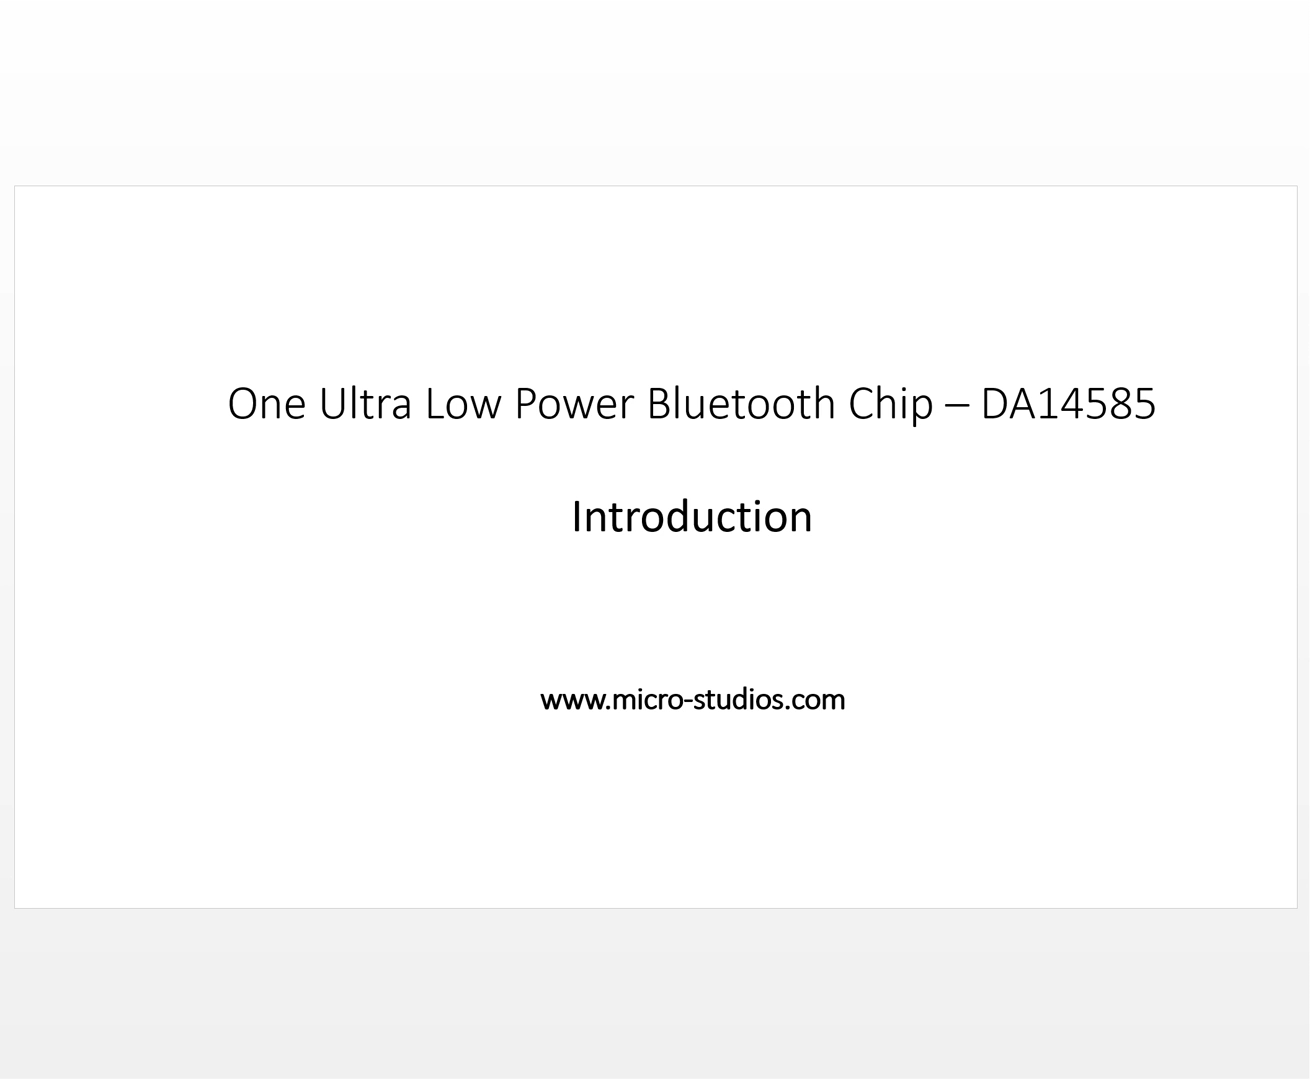 One Ultra Low Power Bluetooth Chip – DA14585
Introduction
www.micro-studios.com